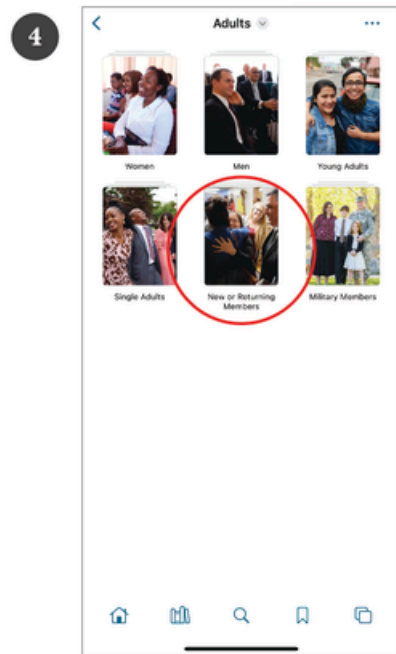 4
Adults
Women
Men
Young Adults
Single Adults
New or Returning
Members
Military Members